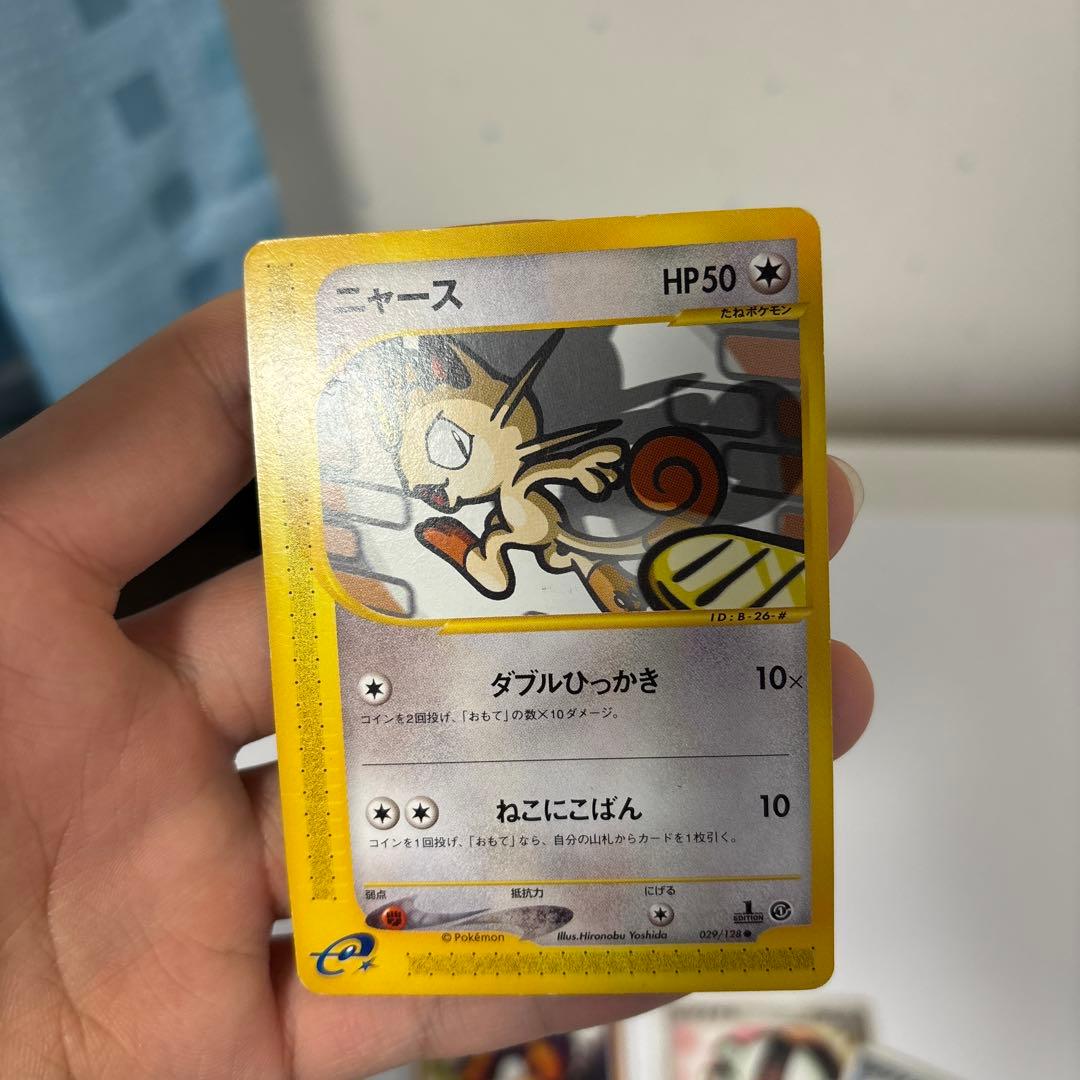 ニャース HP50
たねポケモン
ID:B-26-#
ダブルひっかき 10×
コインを2回投げ、「おもて」の数×10ダメージ。
ねこにこばん 10
コインを1回投げ、「おもて」なら、自分の山札からカードを1枚引く。
弱点 抵抗力 にげる
1 EDITION
©Pokémon Illus.Hironobu Yoshida 029/128
e